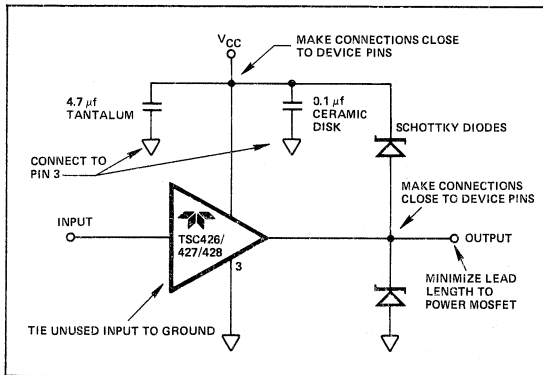 VCC
MAKE CONNECTIONS CLOSE
TO DEVICE PINS
4.7 μf
TANTALUM
0.1 μf
CERAMIC
DISK
SCHOTTKY DIODES
CONNECT TO
PIN 3
MAKE CONNECTIONS
CLOSE TO DEVICE PINS
INPUT
TSC426/
427/428
3
OUTPUT
MINIMIZE LEAD
LENGTH TO
POWER MOSFET
TIE UNUSED INPUT TO GROUND